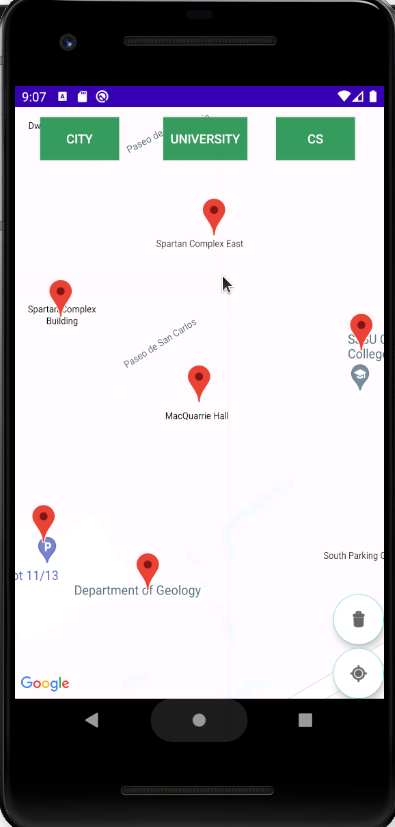 9:07
Dw
CITY
UNIVERSITY
CS
Paseo de
Spartan Complex East
Spartan Complex
Building
Paseo de San Carlos
SJSU C
College
MacQuarrie Hall
P
ot 11/13
South Parking G
Department of Geology
Google